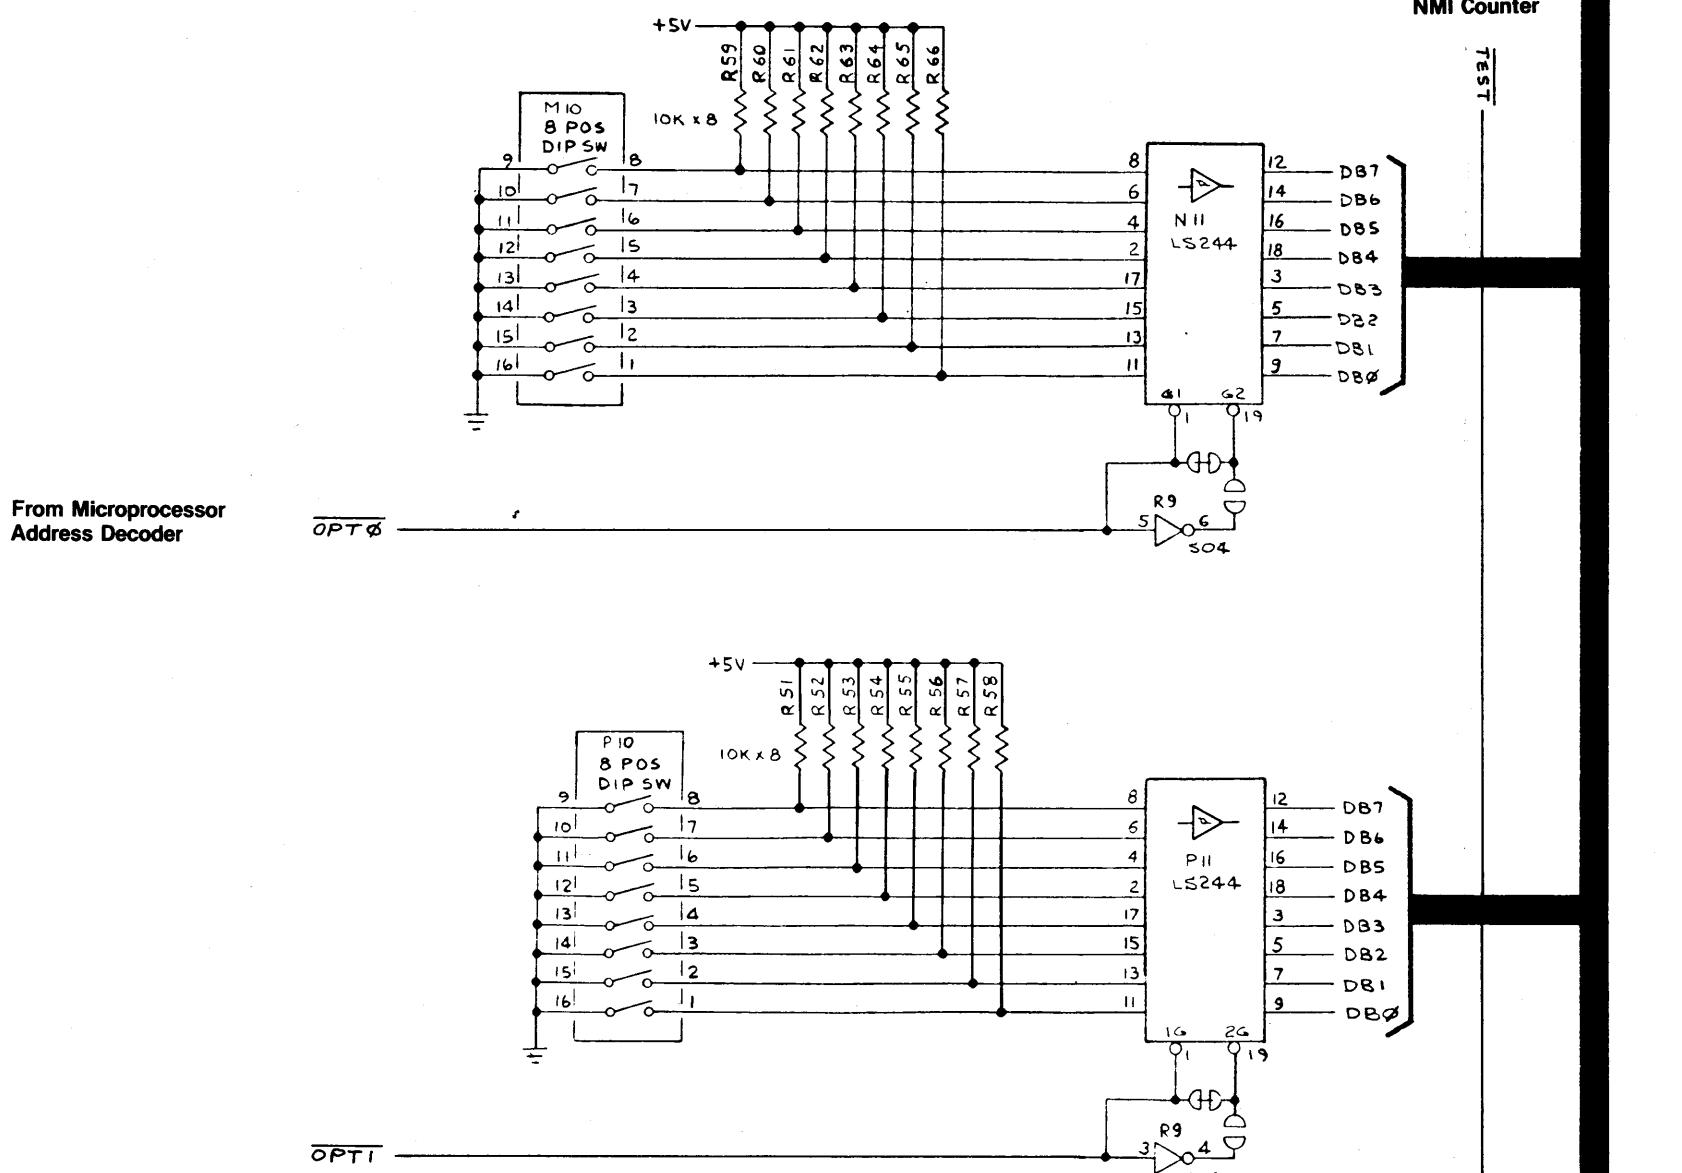 NMI Counter
TEST
+5V
R59 R60 R61 R62 R63 R64 R65 R66
10K x 8
M10
8 POS
DIP SW
9 8 8 12 DB7
10 7 6 14 DB6
11 6 4 16 DB5
12 5 2 18 DB4
13 4 17 3 DB3
14 3 15 5 DB2
15 2 13 7 DB1
16 1 11 9 DBØ
N11
LS244
G1 G2
1 19
From Microprocessor
Address Decoder
OPTØ
R9
5 6
S04
+5V
R51 R52 R53 R54 R55 R56 R57 R58
10K x 8
P10
8 POS
DIP SW
9 8 8 12 DB7
10 7 6 14 DB6
11 6 4 16 DB5
12 5 2 18 DB4
13 4 17 3 DB3
14 3 15 5 DB2
15 2 13 7 DB1
16 1 11 9 DBØ
P11
LS244
1G 2G
1 19
OPT1
R9
3 4